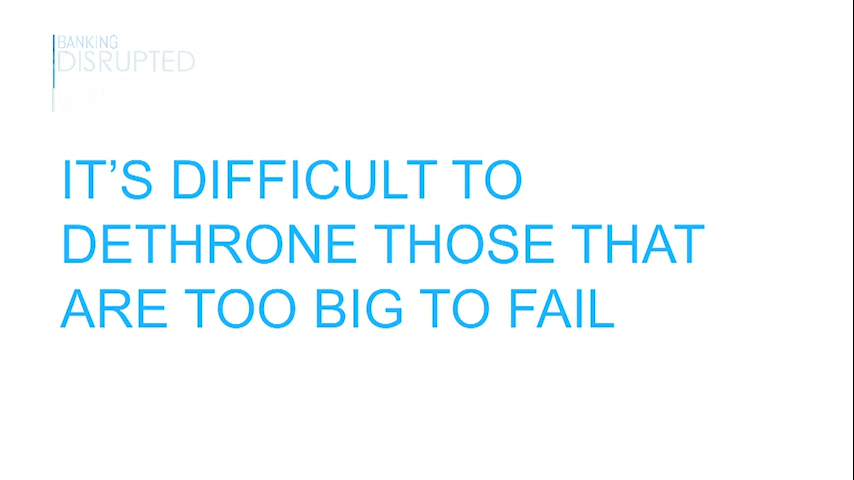 BANKING
DISRUPTED
IT’S DIFFICULT TO
DETHRONE THOSE THAT
ARE TOO BIG TO FAIL